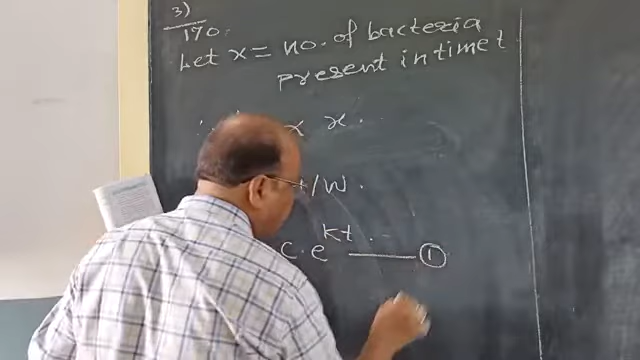 3)
170.
Let x = no. of bacteria
present in time t
∴ ∝ x.
/W.
C. e^kt. — ①